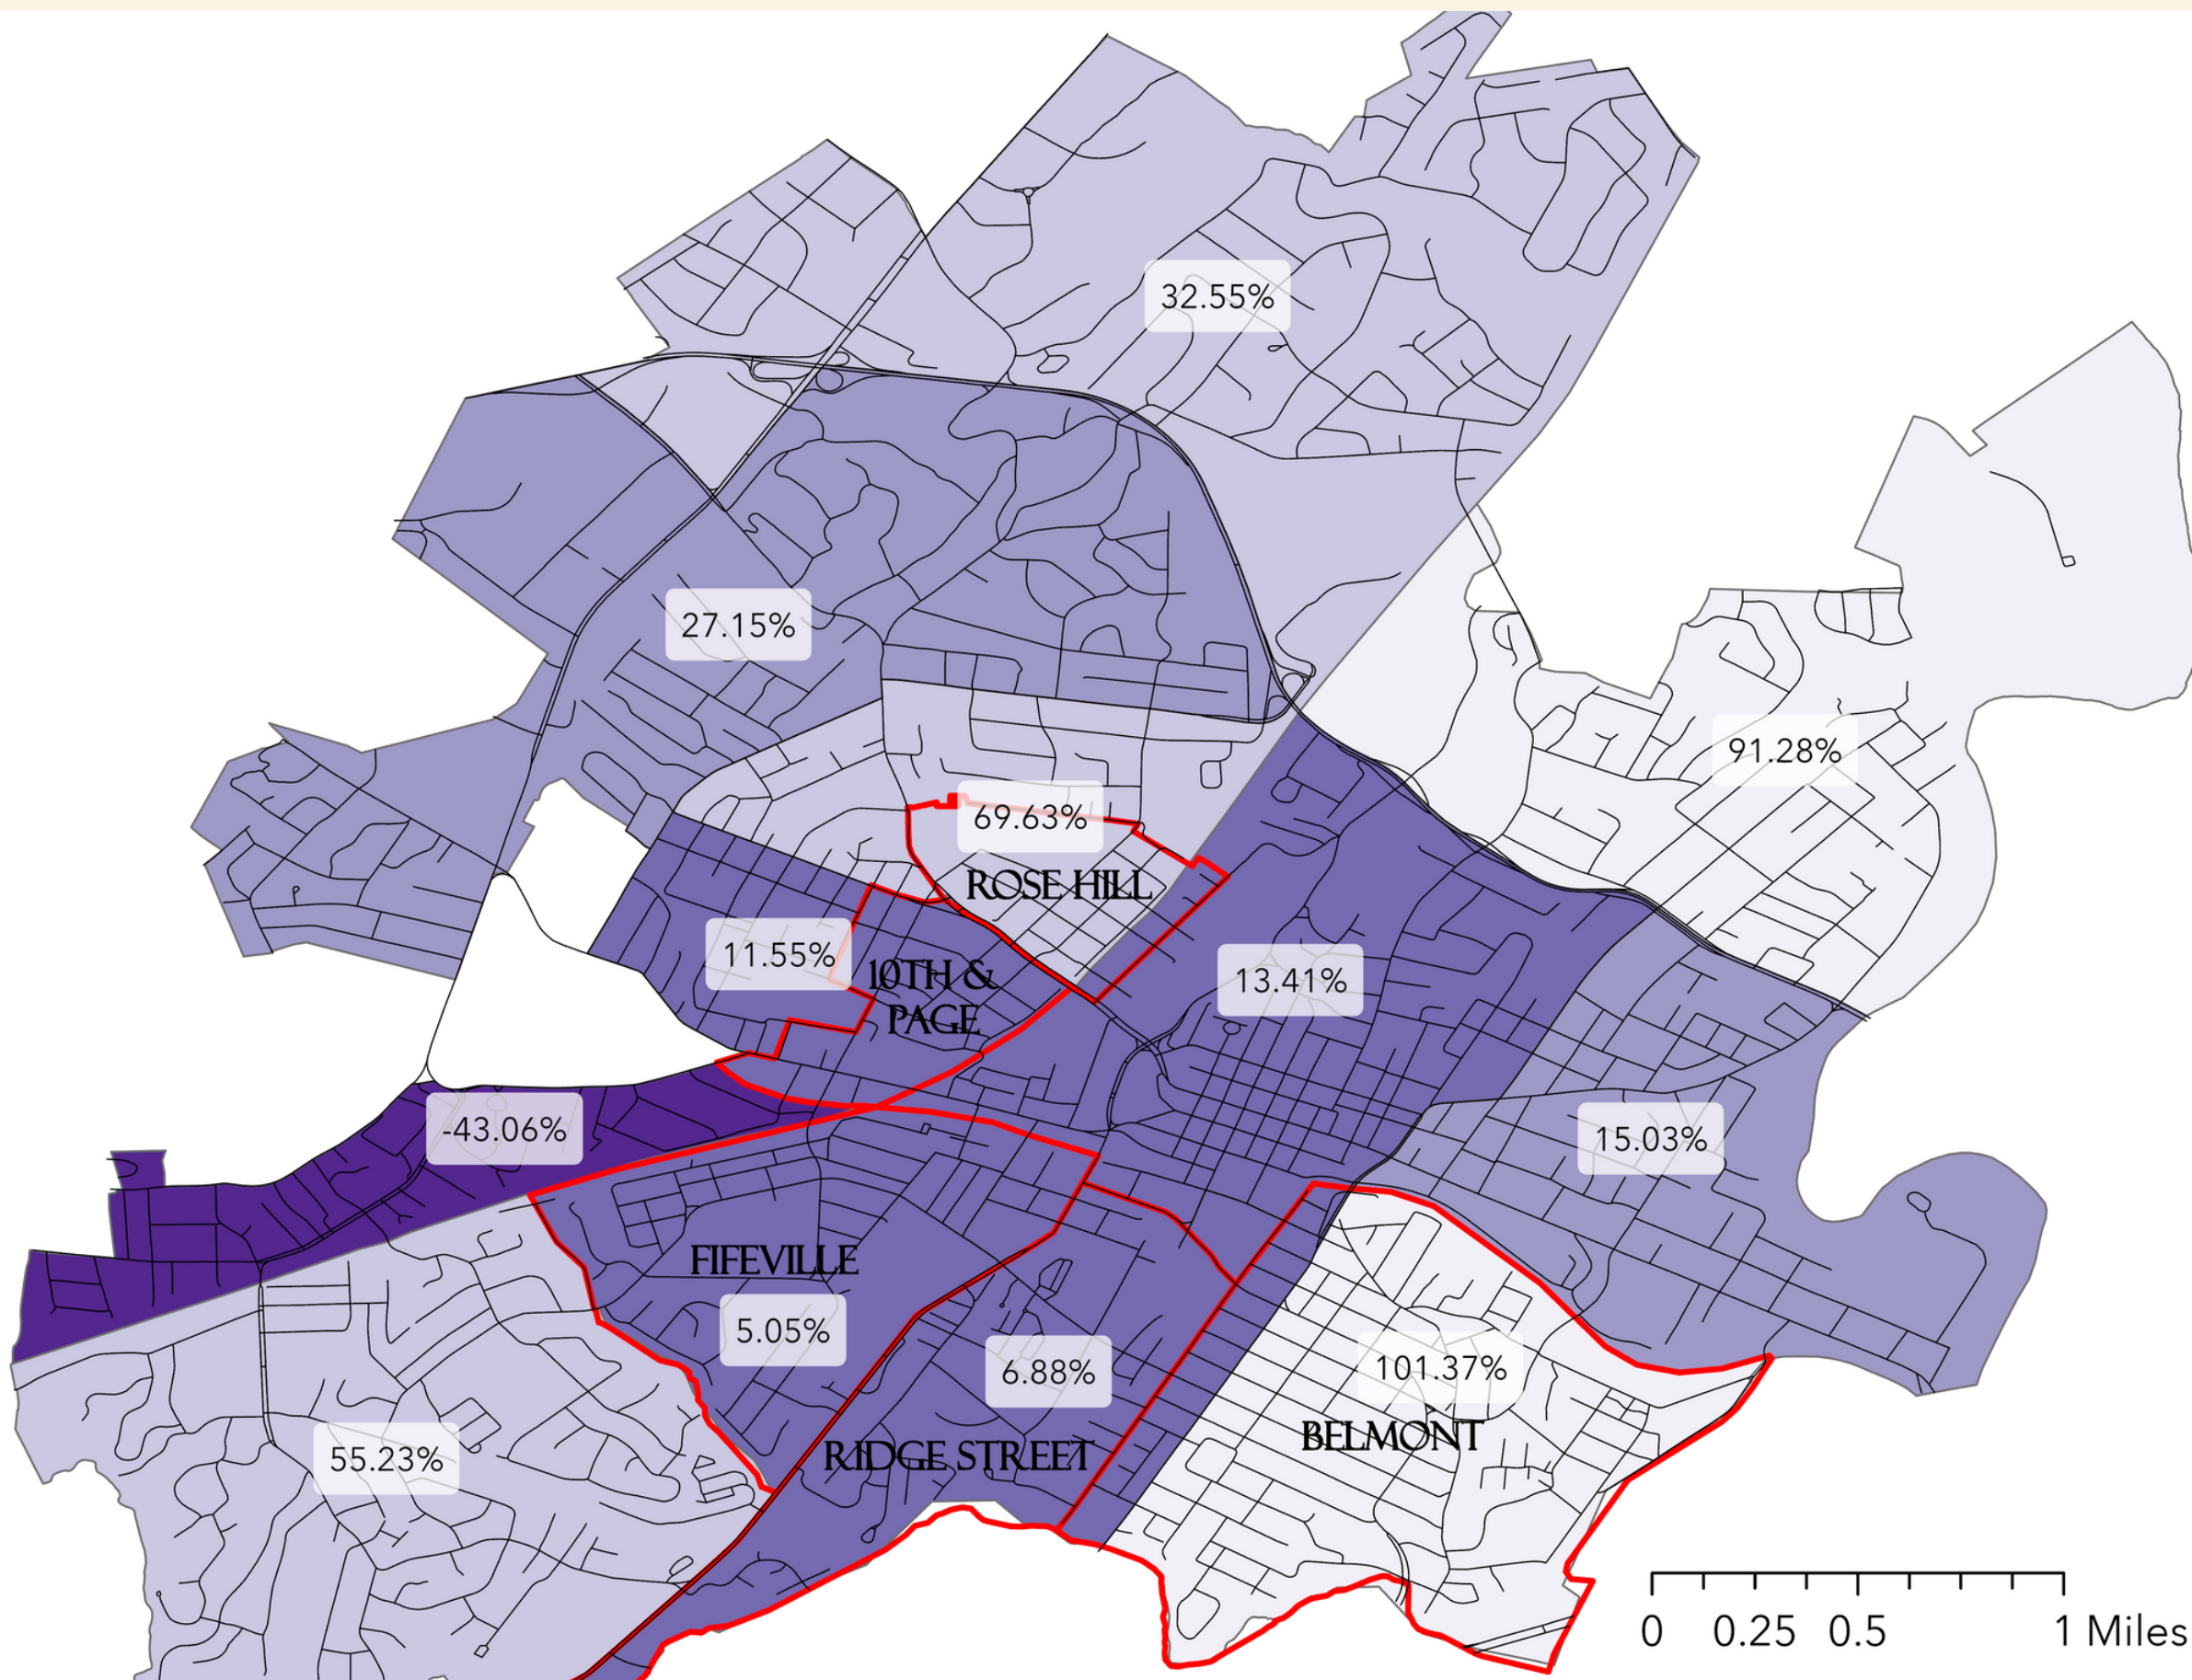 32.55%
27.15%
91.28%
69.63%
ROSE HILL
11.55%
10TH &
PAGE
13.41%
-43.06%
15.03%
FIFEVILLE
5.05%
6.88%
101.37%
BELMONT
RIDGE STREET
55.23%
0 0.25 0.5 1 Miles